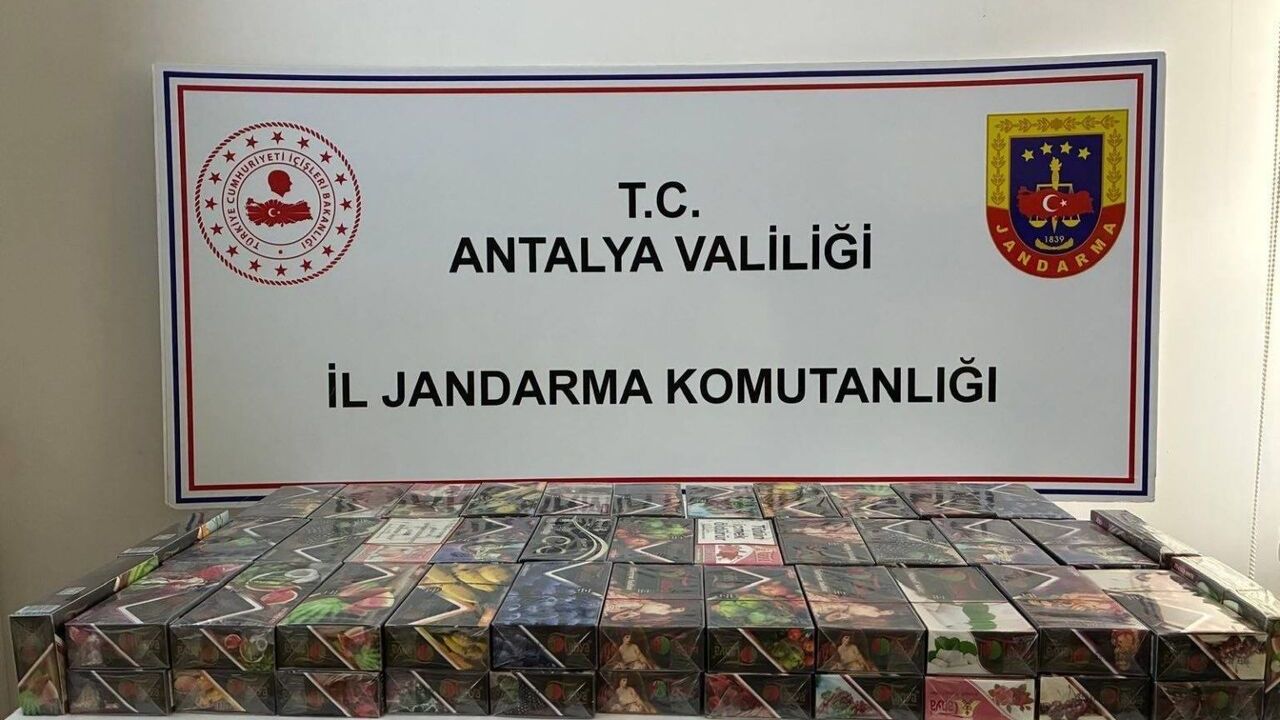 T.C.
ANTALYA VALİLİĞİ
İL JANDARMA KOMUTANLIĞI
TÜRKİYE CUMHURİYETİ İÇİŞLERİ BAKANLIĞI
1839
JANDARMA